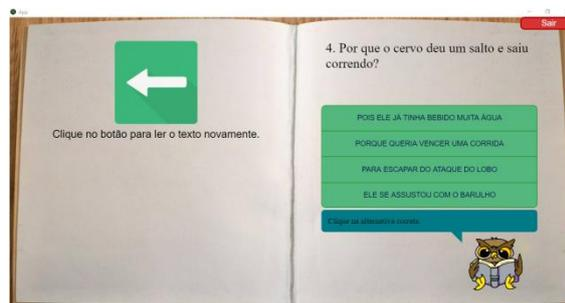 App
Sair
Clique no botão para ler o texto novamente.
4. Por que o cervo deu um salto e saiu
correndo?
POIS ELE JÁ TINHA BEBIDO MUITA ÁGUA
PORQUE QUERIA VENCER UMA CORRIDA
PARA ESCAPAR DO ATAQUE DO LOBO
ELE SE ASSUSTOU COM O BARULHO
Clique na alternativa correta.